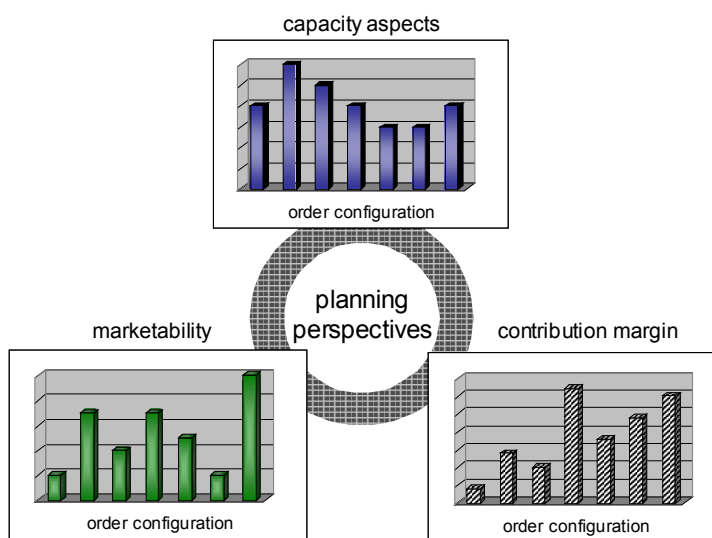 capacity aspects
order configuration
planning
perspectives
marketability
order configuration
contribution margin
order configuration